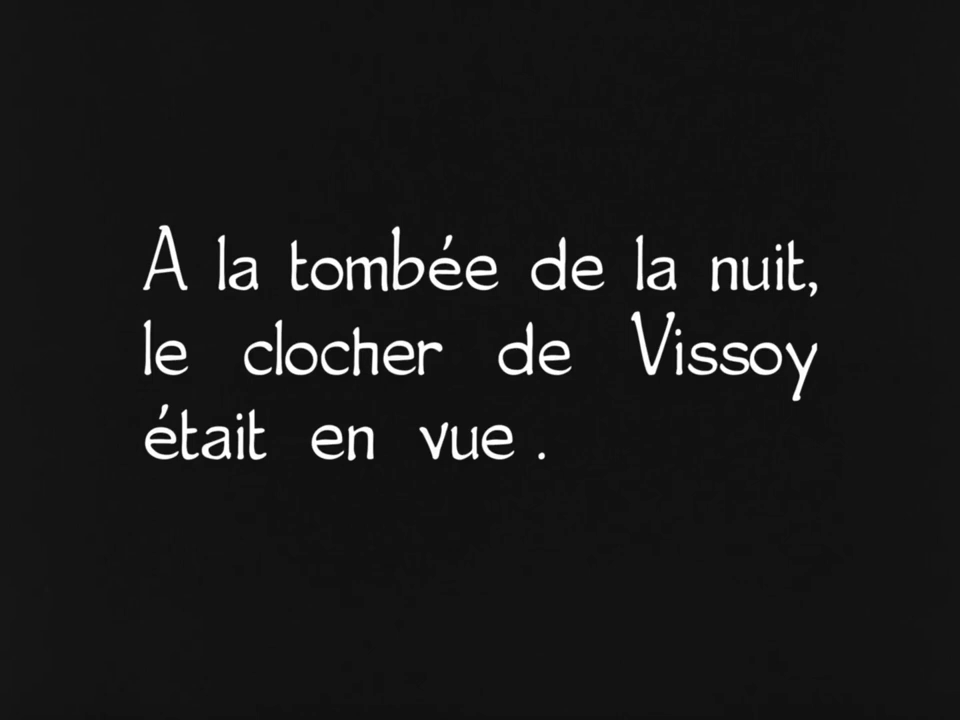 A la tombée de la nuit,
le clocher de Vissoy
était en vue .